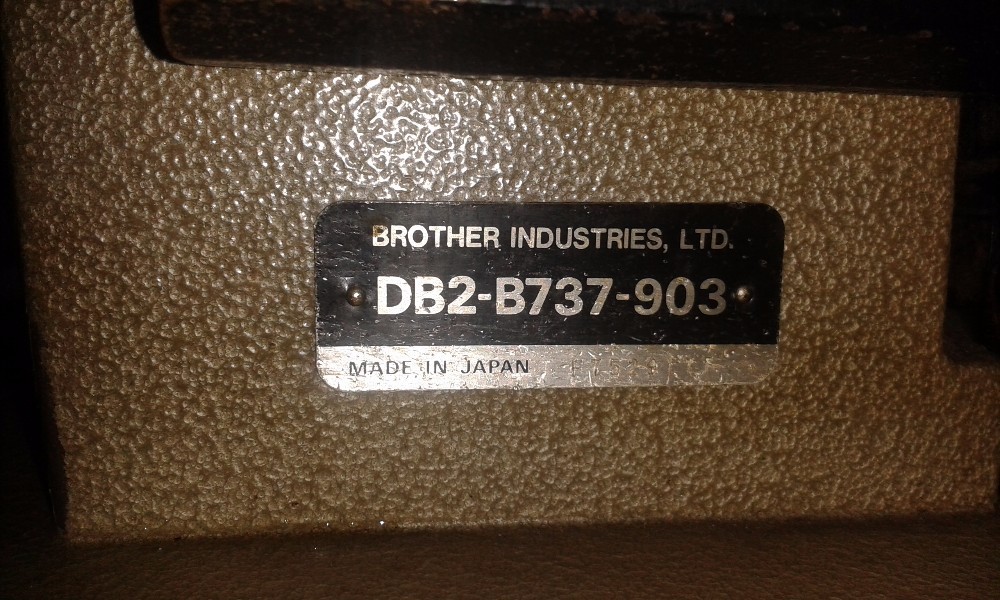 BROTHER INDUSTRIES, LTD.
DB2-B737-903
MADE IN JAPAN